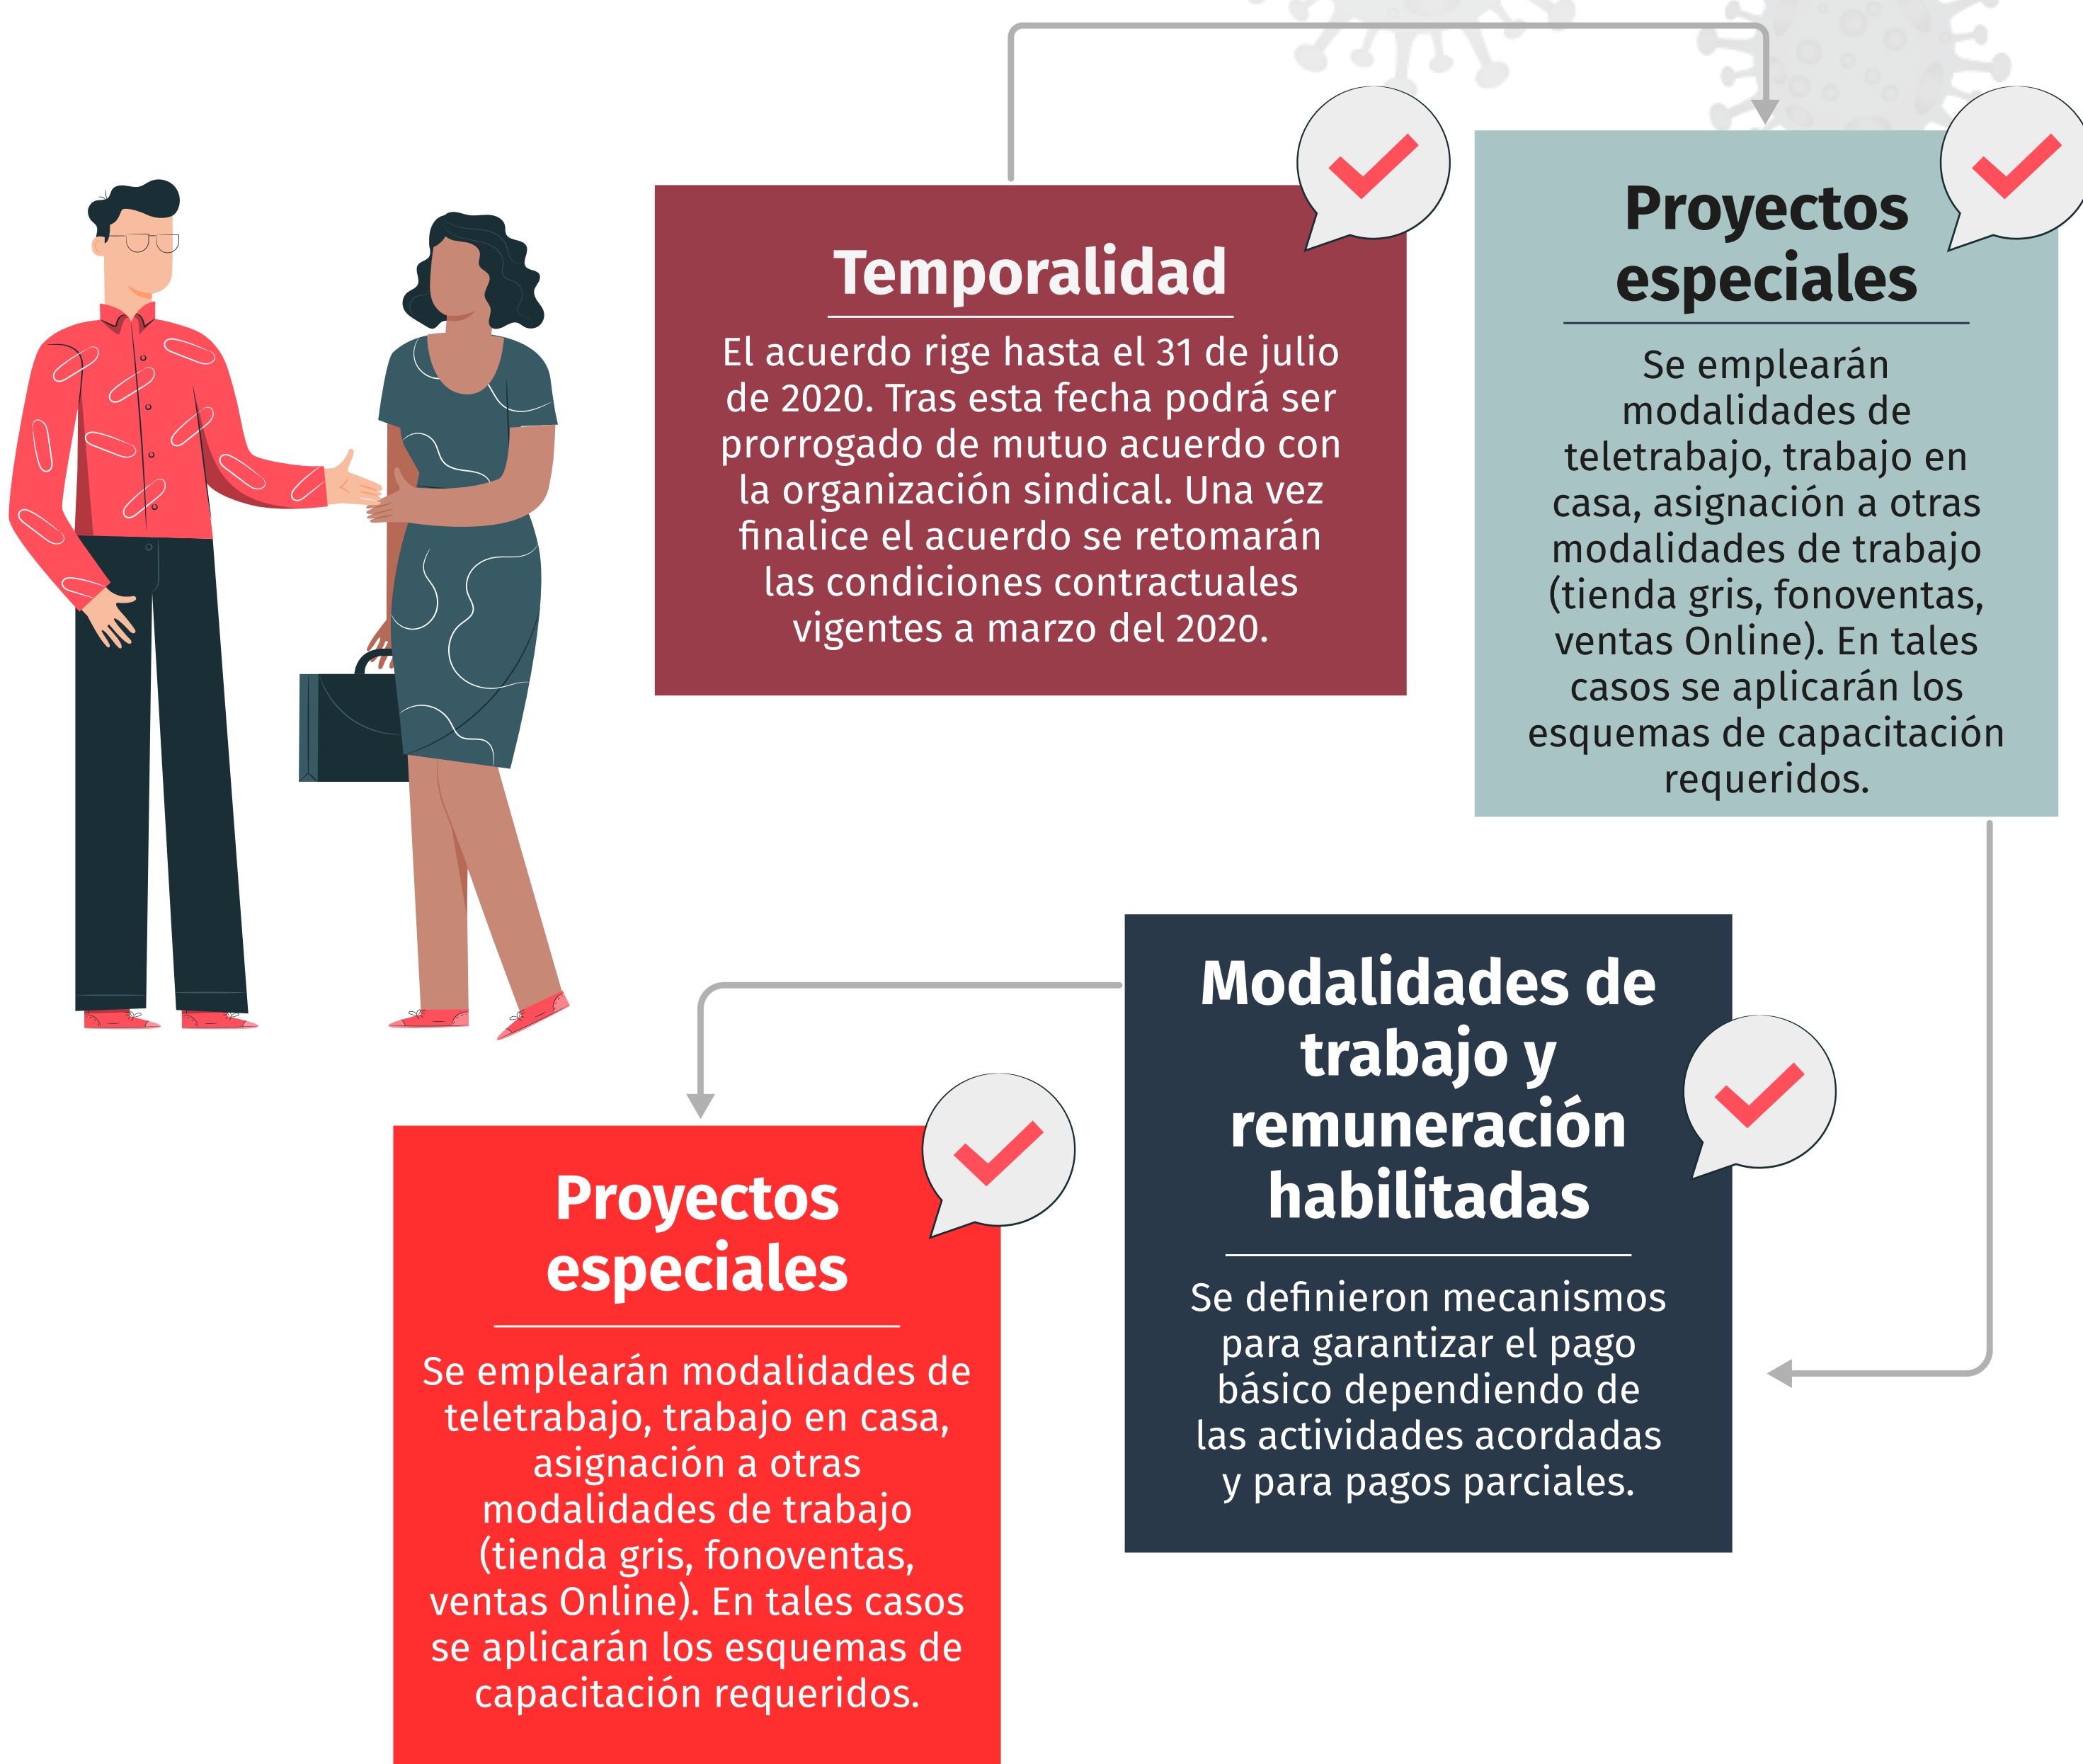 Temporalidad
El acuerdo rige hasta el 31 de julio
de 2020. Tras esta fecha podrá ser
prorrogado de mutuo acuerdo con
la organización sindical. Una vez
finalice el acuerdo se retomarán
las condiciones contractuales
vigentes a marzo del 2020.
Proyectos
especiales
Se emplearán
modalidades de
teletrabajo, trabajo en
casa, asignación a otras
modalidades de trabajo
(tienda gris, fonoventas,
ventas Online). En tales
casos se aplicarán los
esquemas de capacitación
requeridos.
Modalidades de
trabajo y
remuneración
habilitadas
Se definieron mecanismos
para garantizar el pago
básico dependiendo de
las actividades acordadas
y para pagos parciales.
Proyectos
especiales
Se emplearán modalidades de
teletrabajo, trabajo en casa,
asignación a otras
modalidades de trabajo
(tienda gris, fonoventas,
ventas Online). En tales casos
se aplicarán los esquemas de
capacitación requeridos.